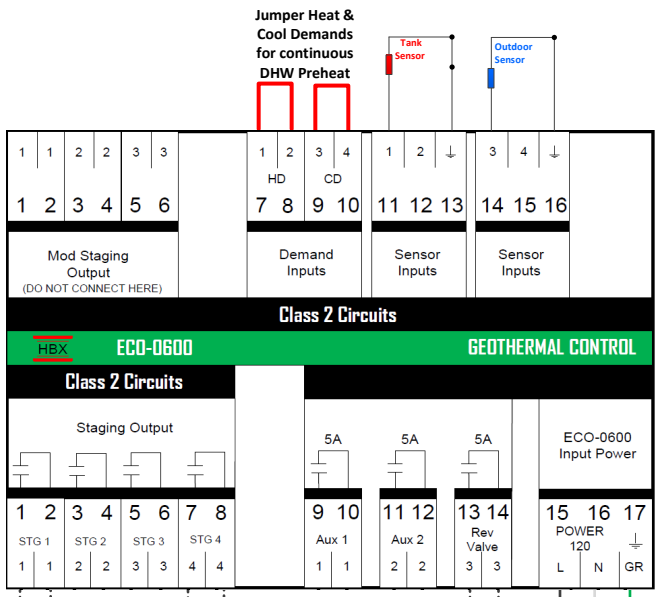 Jumper Heat &
Cool Demands
for continuous
DHW Preheat
Tank
Sensor
Outdoor
Sensor
1 1 2 2 3 3
1 2 3 4 5 6
Mod Staging
Output
(DO NOT CONNECT HERE)
1 2 3 4
HD CD
7 8 9 10
Demand
Inputs
1 2
11 12 13
Sensor
Inputs
3 4
14 15 16
Sensor
Inputs
Class 2 Circuits
HBX ECO-0600 GEOTHERMAL CONTROL
Class 2 Circuits
Staging Output
1 2 3 4 5 6 7 8
STG 1 STG 2 STG 3 STG 4
1 1 2 2 3 3 4 4
5A
9 10
Aux 1
1 1
5A
11 12
Aux 2
2 2
5A
13 14
Rev
Valve
3 3
ECO-0600
Input Power
15 16 17
POWER
120
L N GR